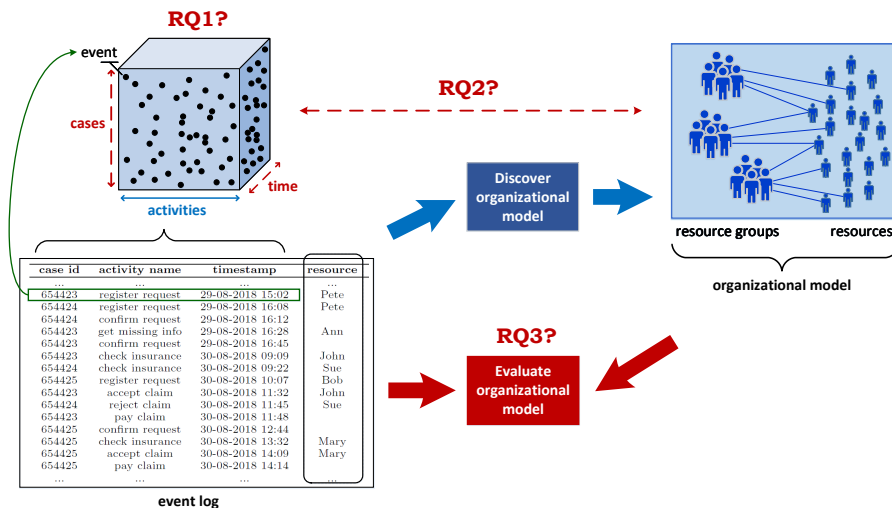 RQ1?
event
cases
time
activities
RQ2?
Discover
organizational
model
resource groups
resources
organizational model
case id activity name timestamp resource
... ... ... ...
654423 register request 29-08-2018 15:02 Pete
654424 register request 29-08-2018 16:08 Pete
654424 confirm request 29-08-2018 16:12
654423 get missing info 29-08-2018 16:28 Ann
654423 confirm request 29-08-2018 16:45
654423 check insurance 30-08-2018 09:09 John
654424 check insurance 30-08-2018 09:22 Sue
654425 register request 30-08-2018 10:07 Bob
654423 accept claim 30-08-2018 11:32 John
654424 reject claim 30-08-2018 11:45 Sue
654423 pay claim 30-08-2018 11:48
654425 confirm request 30-08-2018 12:44
654425 check insurance 30-08-2018 13:32 Mary
654425 accept claim 30-08-2018 14:09 Mary
654425 pay claim 30-08-2018 14:14
... ... ... ...
event log
RQ3?
Evaluate
organizational
model